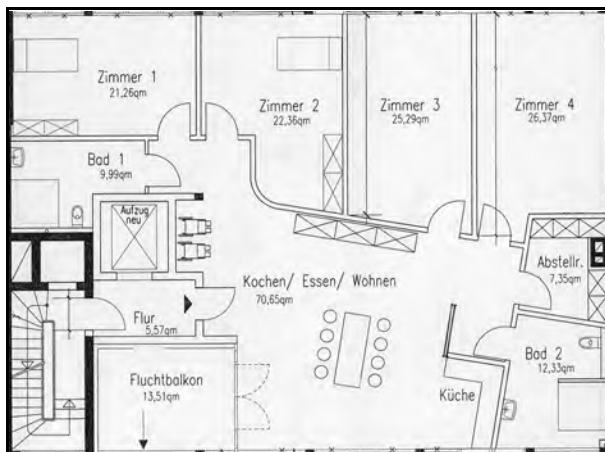 Zimmer 1
21,26qm
Zimmer 2
22,36qm
Zimmer 3
25,29qm
Zimmer 4
26,37qm
Bad 1
9,99qm
Aufzug
neu
Kochen/ Essen/ Wohnen
70,65qm
Abstellr.
7,35qm
Flur
5,57qm
Bad 2
12,33qm
Fluchtbalkon
13,51qm
Küche